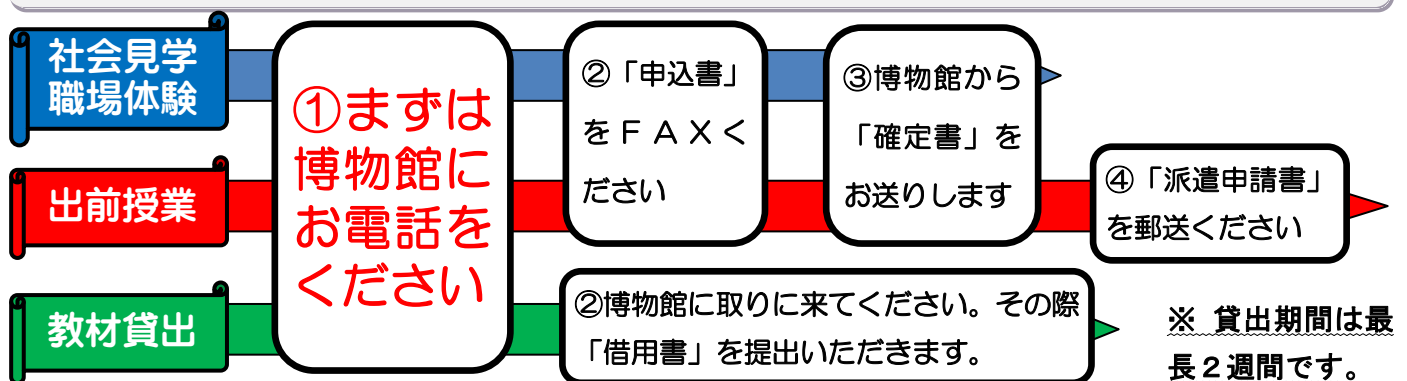 社会見学
職場体験
出前授業
教材貸出
①まずは
博物館に
お電話を
ください
②「申込書」
をＦＡＸく
ださい
③博物館から
「確定書」を
お送りします
④「派遣申請書」
を郵送ください
②博物館に取りに来てください。その際
「借用書」を提出いただきます。
※ 貸出期間は最
長２週間です。